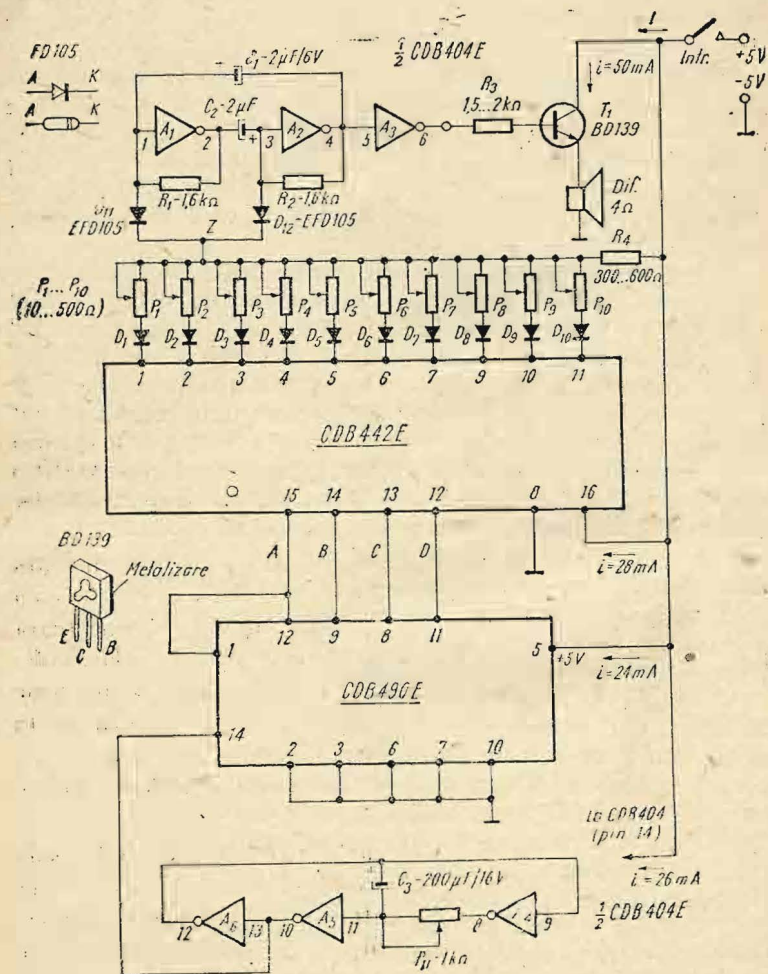 FD105
A K
A K
C1-2µF/6V
1/2 CDB404E
C2-2µF
+
R3
1,5...2kΩ
i=50mA
I
Intr.
+5V
-5V
T1
BD139
1 A1 2
3 A2 4
5 A3 6
R1-1,6kΩ
R2-1,6kΩ
D11
EFD105
D12-EFD105
Z
Dif.
4Ω
R4
300...600Ω
P1...P10
(10...500Ω)
P1 P2 P3 P4 P5 P6 P7 P8 P9 P10
D1 D2 D3 D4 D5 D6 D7 D8 D9 D10
1 2 3 4 5 6 7 9 10 11
CDB442E
15 14 13 12 8 16
A B C D
i=28mA
BD139
Metalizare
E C B
12 9 8 11
1
5
+5V
i=24mA
CDB490E
14
2 3 6 7 10
la CDB404
(pin 14)
i=26mA
C3-200µF/16V
1/2 CDB404E
12 A6 13
10 A5 11
8 9
P11-1kΩ